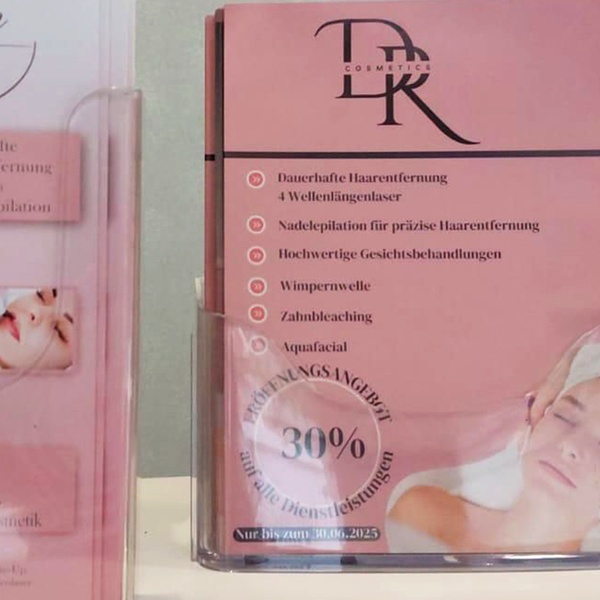 DR
COSMETICS
Dauerhafte Haarentfernung
4 Wellenlängenlaser
Nadelepilation für präzise Haarentfernung
Hochwertige Gesichtsbehandlungen
Wimpernwelle
Zahnbleaching
Aquafacial
ERÖFFNUNGSANGEBOT
30%
auf alle Dienstleistungen
Nur bis zum 30.06.2025